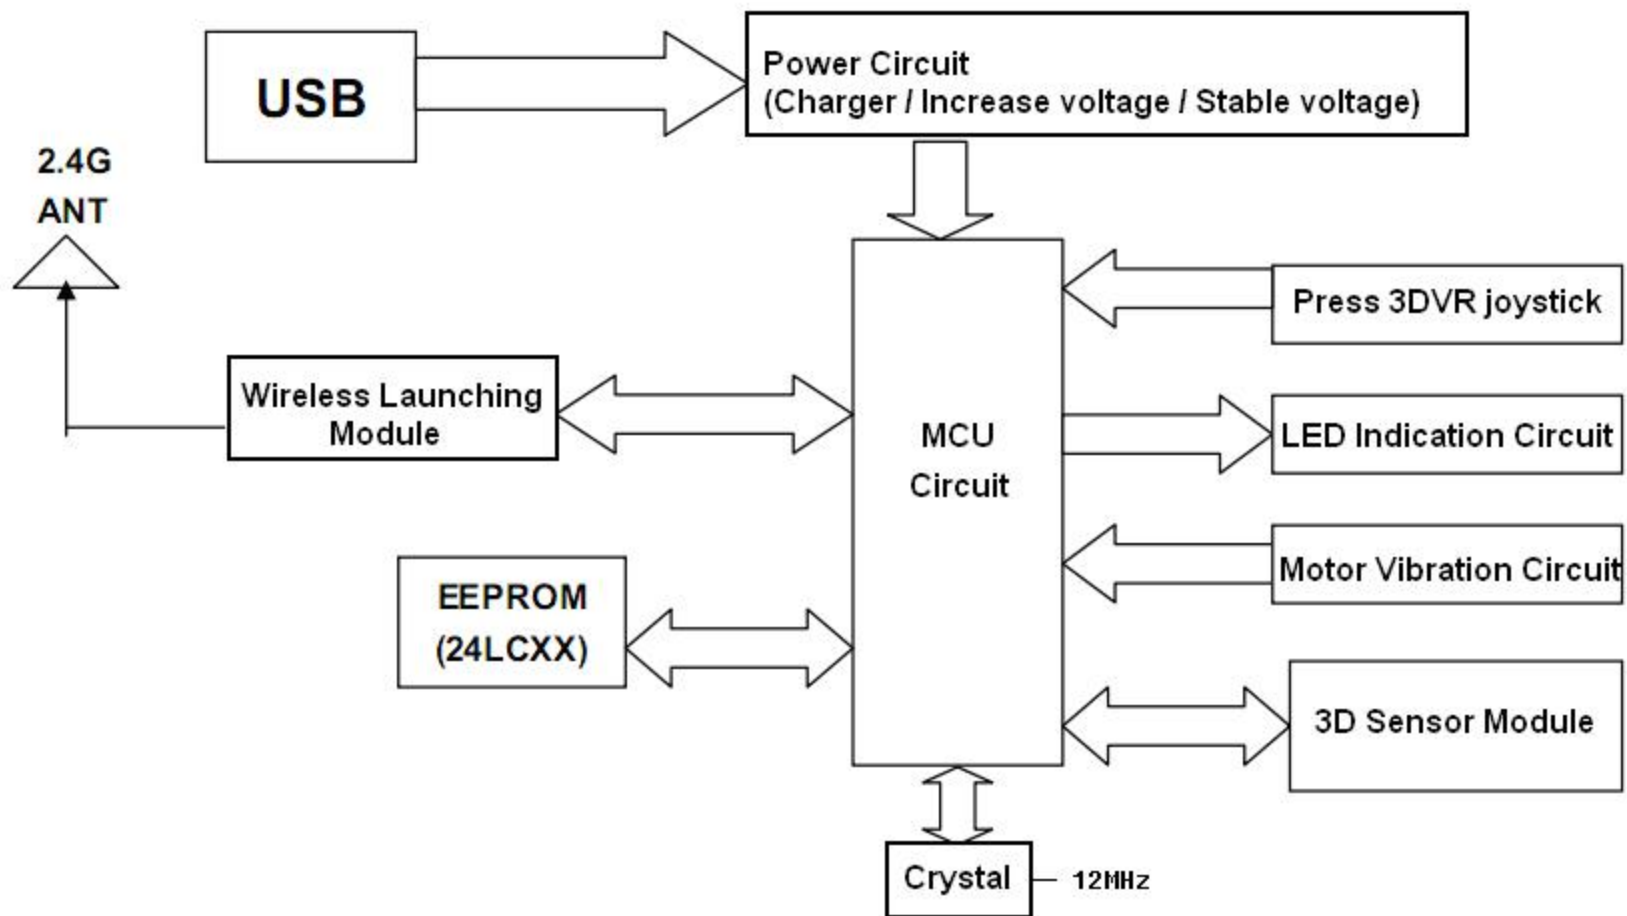 USB
Power Circuit
(Charger / Increase voltage / Stable voltage)
2.4G
ANT
Press 3DVR joystick
Wireless Launching
Module
MCU
Circuit
LED Indication Circuit
Motor Vibration Circuit
EEPROM
(24LCXX)
3D Sensor Module
Crystal
12MHz